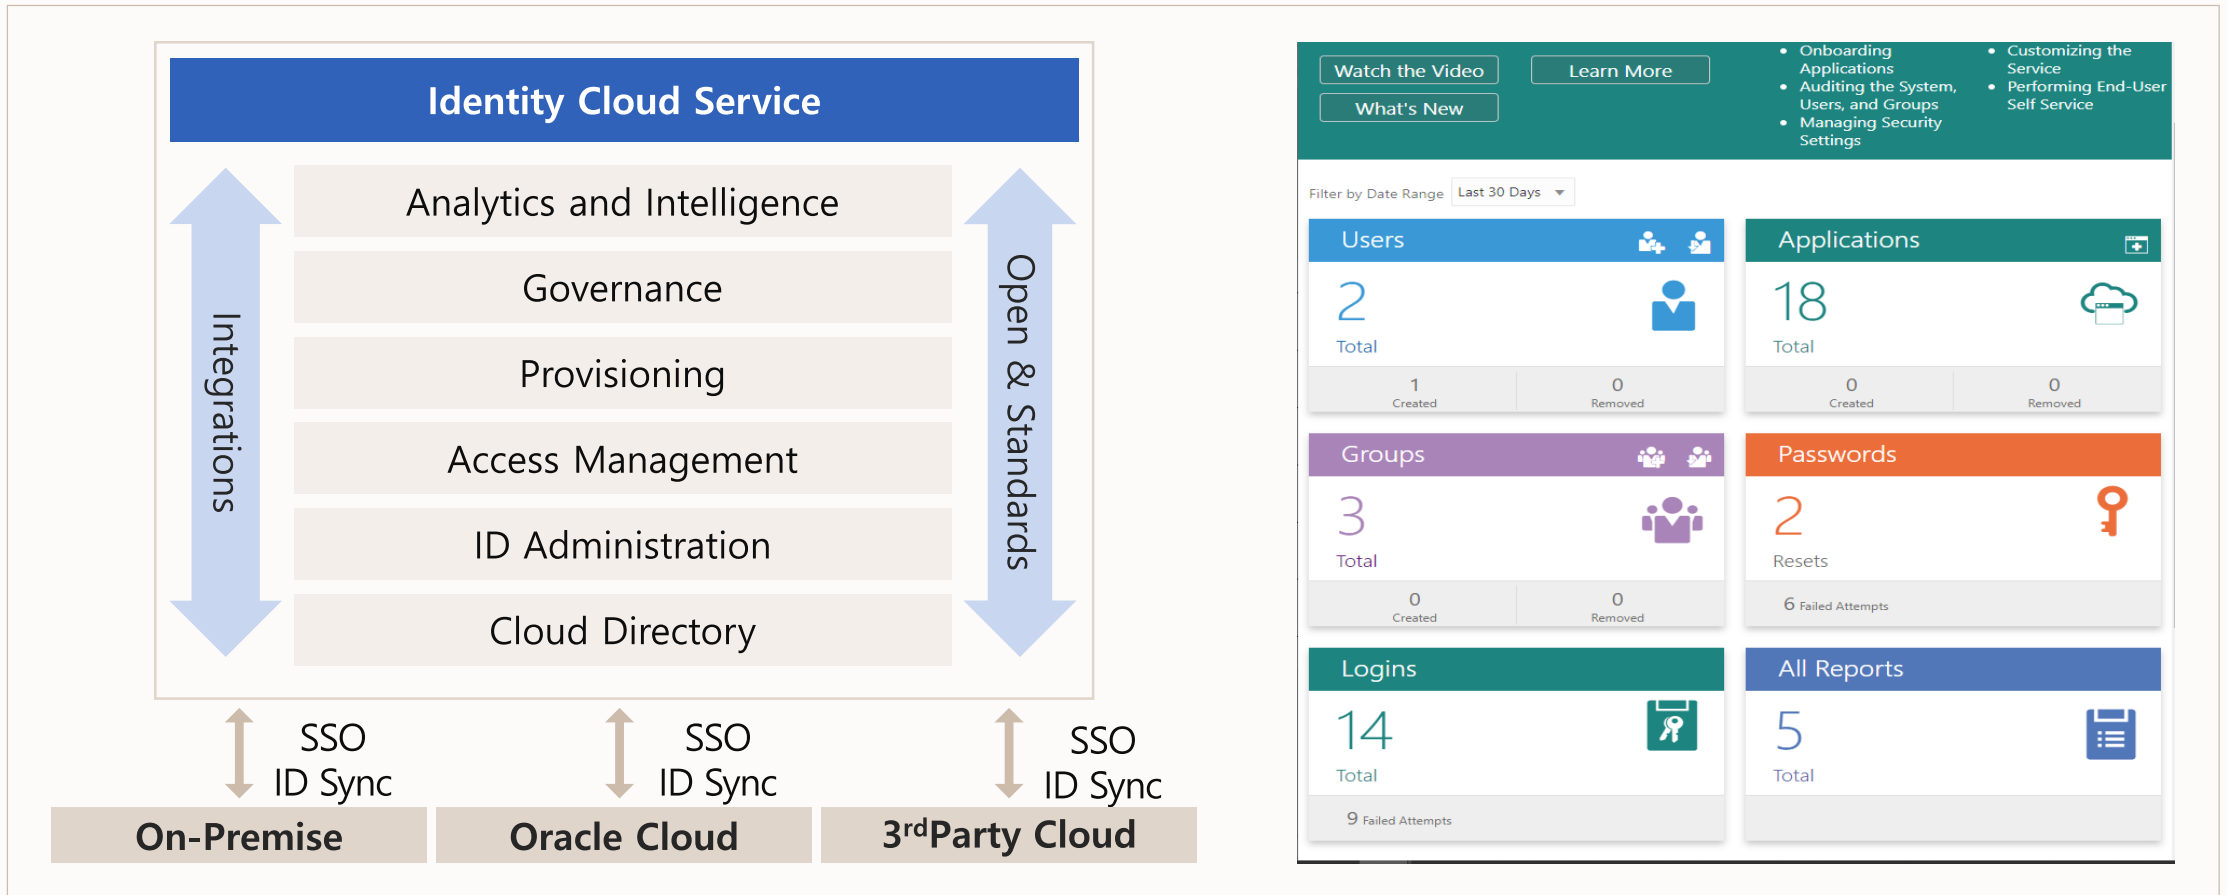 Identity Cloud Service
Analytics and Intelligence
Governance
Provisioning
Access Management
ID Administration
Cloud Directory
Integrations
Open & Standards
SSO
ID Sync
SSO
ID Sync
SSO
ID Sync
On-Premise
Oracle Cloud
3rdParty Cloud
Watch the Video
Learn More
What's New
• Onboarding
Applications
• Auditing the System,
Users, and Groups
• Managing Security
Settings
• Customizing the
Service
• Performing End-User
Self Service
Filter by Date Range
Last 30 Days
Users
2
Total
1
Created
0
Removed
Applications
18
Total
0
Created
0
Removed
Groups
3
Total
0
Created
0
Removed
Passwords
2
Resets
6 Failed Attempts
Logins
14
Total
9 Failed Attempts
All Reports
5
Total